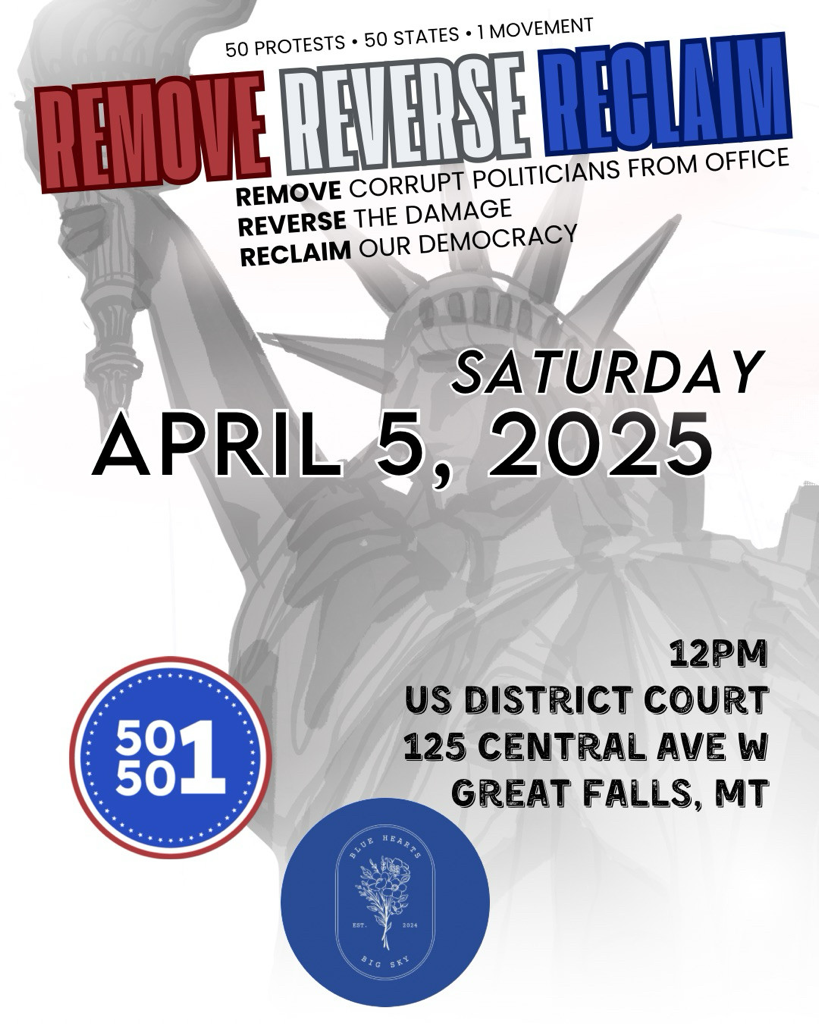 50 PROTESTS • 50 STATES • 1 MOVEMENT
REMOVE REVERSE RECLAIM
REMOVE CORRUPT POLITICIANS FROM OFFICE
REVERSE THE DAMAGE
RECLAIM OUR DEMOCRACY
SATURDAY
APRIL 5, 2025
12PM
US DISTRICT COURT
125 CENTRAL AVE W
GREAT FALLS, MT
50
50
1
BLUE HEARTS
EST. 2024
BIG SKY